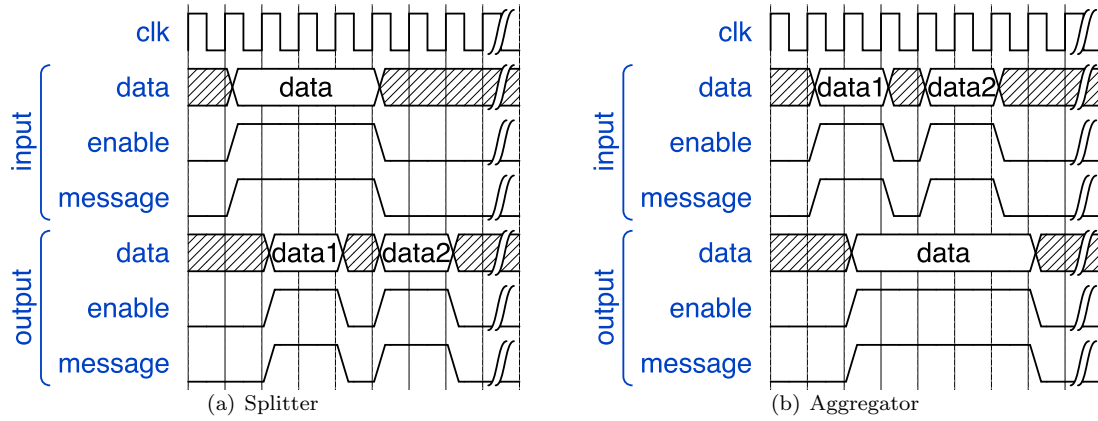 clk
input
data
data
enable
message
output
data
data1
data2
enable
message
(a) Splitter
clk
input
data
data1
data2
enable
message
output
data
data
enable
message
(b) Aggregator